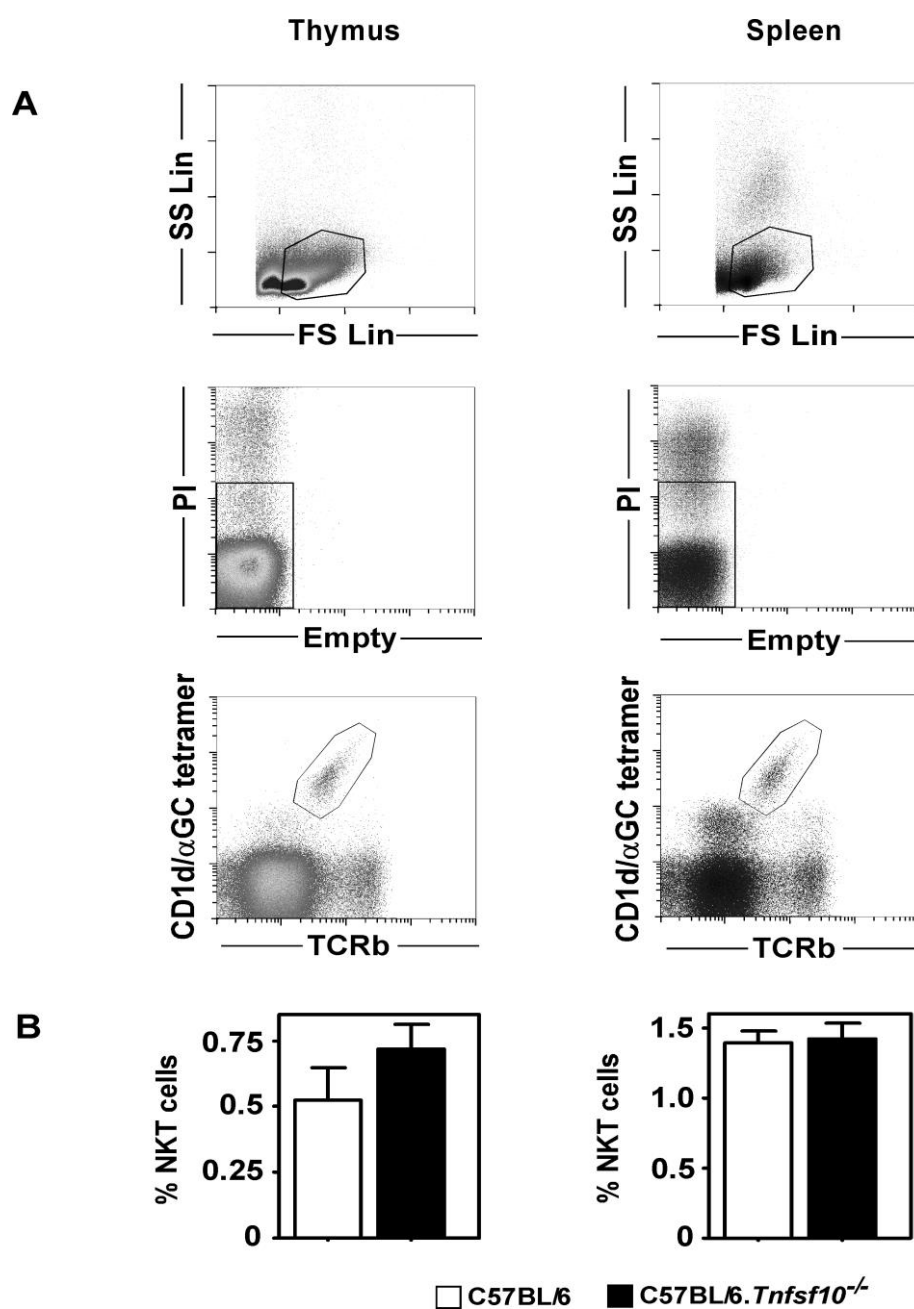 Thymus
Spleen
A
SS Lin
FS Lin
SS Lin
FS Lin
PI
Empty
PI
Empty
CD1d/αGC tetramer
TCRb
CD1d/αGC tetramer
TCRb
B
% NKT cells
0.75
0.5
0.25
0
% NKT cells
1.5
1.0
0.5
0
C57BL/6
C57BL/6.Tnfsf10-/-